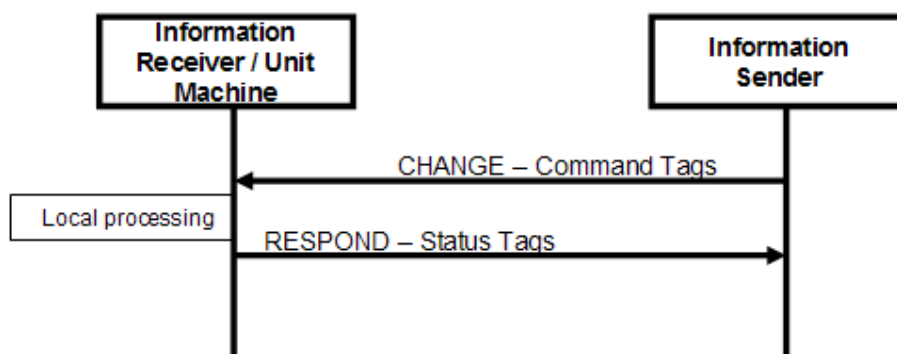 Information
Receiver / Unit
Machine
Information
Sender
CHANGE – Command Tags
Local processing
RESPOND – Status Tags